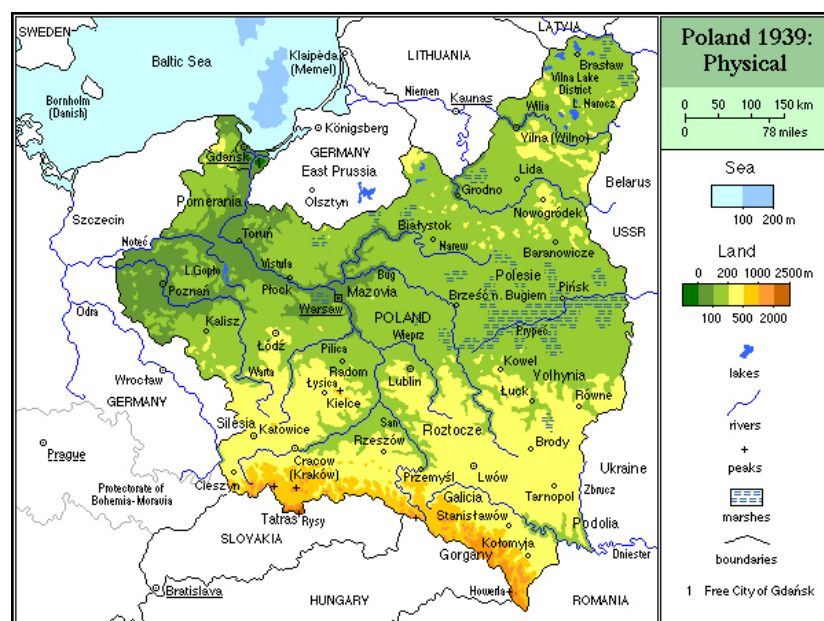 SWEDEN
Baltic Sea
Klaipėda
(Memel)
LITHUANIA
LATVIA
Brasław
Vilna Lake
District
L. Narocz
Bornholm
(Danish)
Niemen
Kaunas
Wilia
Vilna (Wilno)
Königsberg
GERMANY
East Prussia
Olsztyn
Gdańsk
1
Pomerania
Szczecin
Lida
Grodno
Nowogródek
Belarus
USSR
Toruń
Noteć
Białystok
Narew
Baranowicze
L. Gopło
Poznań
Vistula
Płock
Mazovia
Bug
Polesie
Pińsk
Warsaw
Brześć n. Bugiem
Odra
Kalisz
POLAND
Prypeć
Łódź
Wieprz
Pilica
Radom
Warta
Kowel
Volhynia
Wrocław
Łysica
Kielce
Lublin
Łuck
Równe
GERMANY
Silesia
Katowice
San
Roztocze
Rzeszów
Brody
Prague
Cracow
(Kraków)
Przemyśl
Lwów
Ukraine
Cieszyn
Protectorate of
Bohemia-Moravia
Galicia
Tarnopol
Zbrucz
Tatras
Rysy
Stanisławów
Podolia
SLOVAKIA
Kołomyja
Gorgany
Dniester
Bratislava
HUNGARY
Howerla
ROMANIA
Poland 1939:
Physical
0 50 100 150 km
0 78 miles
Sea
100 200 m
Land
0 200 1000 2500 m
100 500 2000
lakes
rivers
peaks
marshes
boundaries
1 Free City of Gdańsk